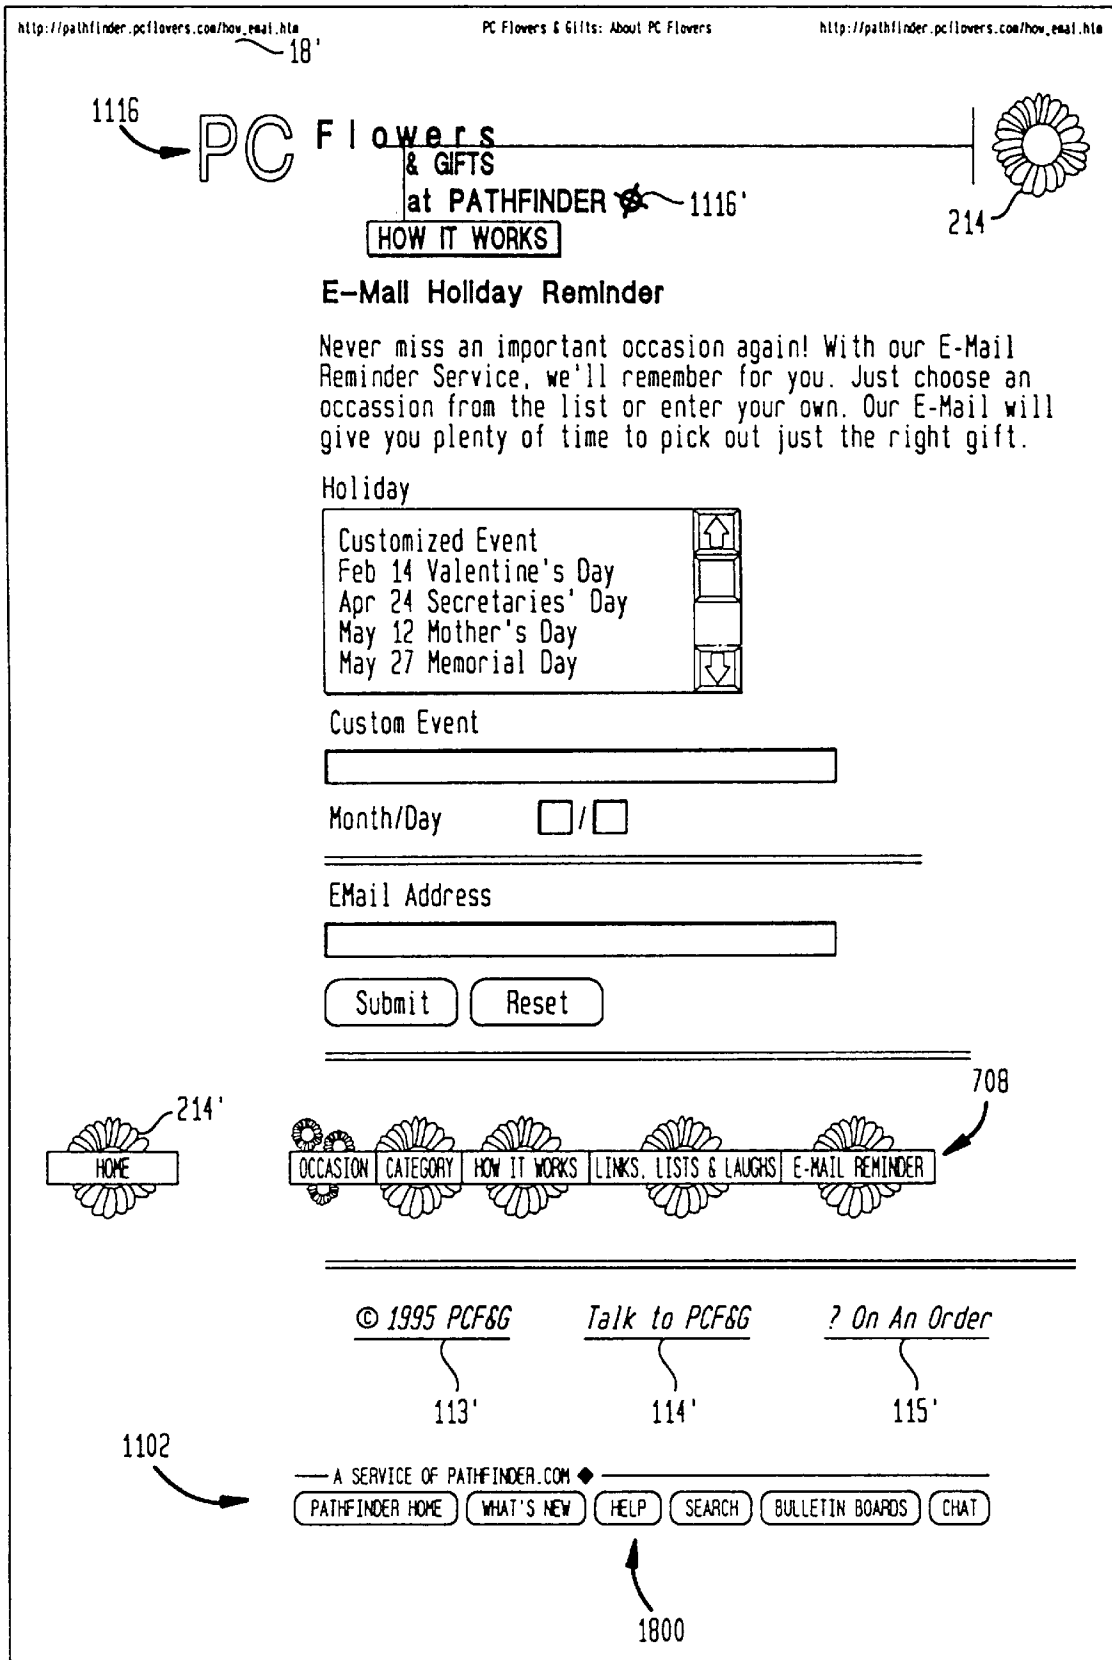 http://pathfinder.pcflowers.com/how_emai.htm PC Flowers & Gifts: About PC Flowers http://pathfinder.pcflowers.com/how_emai.htm
18'
1116
PC Flowers
& GIFTS
at PATHFINDER
1116'
214
HOW IT WORKS
E-Mail Holiday Reminder
Never miss an important occasion again! With our E-Mail
Reminder Service, we'll remember for you. Just choose an
occassion from the list or enter your own. Our E-Mail will
give you plenty of time to pick out just the right gift.
Holiday
Customized Event
Feb 14 Valentine's Day
Apr 24 Secretaries' Day
May 12 Mother's Day
May 27 Memorial Day
Custom Event
Month/Day / 
EMail Address
Submit Reset
708
214'
HOME OCCASION CATEGORY HOW IT WORKS LINKS, LISTS & LAUGHS E-MAIL REMINDER
© 1995 PCF&G Talk to PCF&G ? On An Order
113' 114' 115'
1102
A SERVICE OF PATHFINDER.COM
PATHFINDER HOME WHAT'S NEW HELP SEARCH BULLETIN BOARDS CHAT
1800